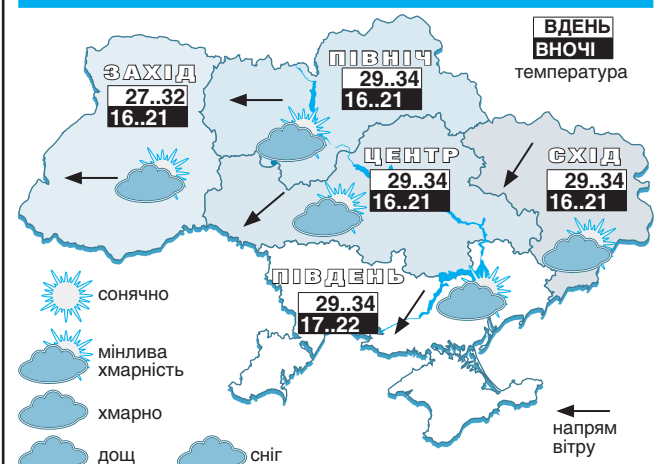 ВДЕНЬ
ВНОЧІ
температура
ПІВНІЧ
29..34
16..21
ЗАХІД
27..32
16..21
ЦЕНТР
29..34
16..21
СХІД
29..34
16..21
ПІВДЕНЬ
29..34
17..22
сонячно
мінлива
хмарність
хмарно
дощ
сніг
напрям
вітру